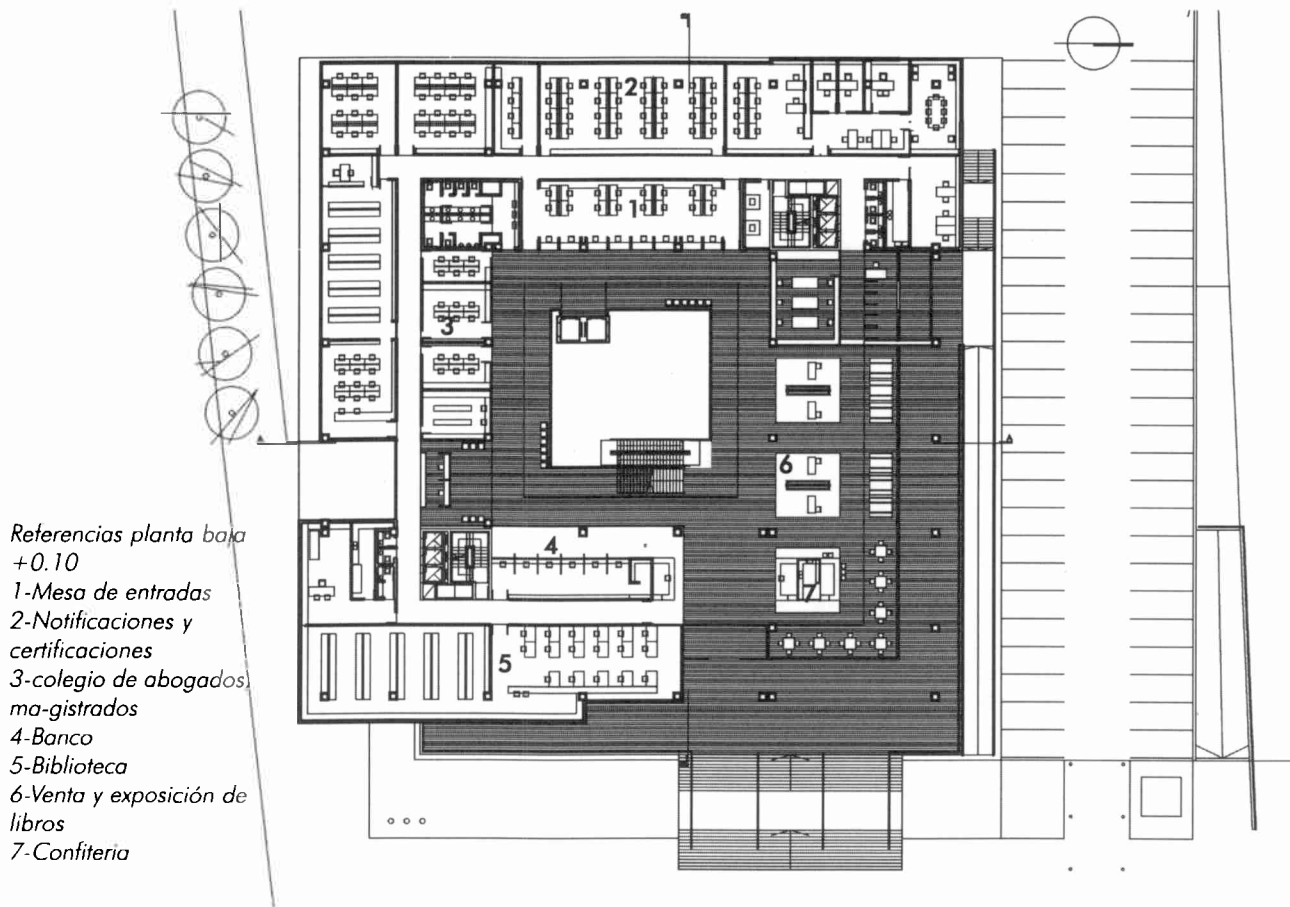 2
1
3
6
4
7
5
Referencias planta baja
+0.10
1-Mesa de entradas
2-Notificaciones y
certificaciones
3-colegio de abogados,
ma-gistrados
4-Banco
5-Biblioteca
6-Venta y exposición de
libros
7-Confiteria